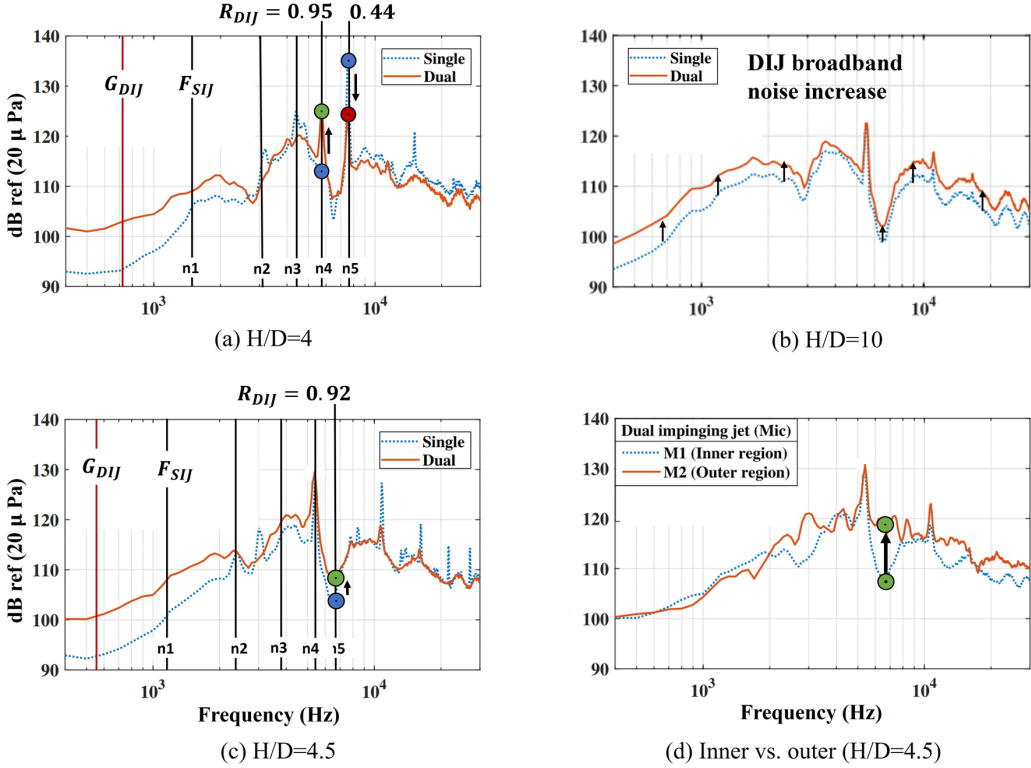 R_DIJ = 0.95 0.44
140
130
120
110
100
90
dB ref (20 μ Pa)
G_DIJ
F_SIJ
Single
Dual
n1
n2
n3
n4
n5
10^3
10^4
(a) H/D=4
140
130
120
110
100
90
Single
Dual
DIJ broadband
noise increase
10^3
10^4
(b) H/D=10
R_DIJ = 0.92
140
130
120
110
100
90
dB ref (20 μ Pa)
G_DIJ
F_SIJ
Single
Dual
n1
n2
n3
n4
n5
10^3
10^4
Frequency (Hz)
(c) H/D=4.5
140
130
120
110
100
90
Dual impinging jet (Mic)
M1 (Inner region)
M2 (Outer region)
10^3
10^4
Frequency (Hz)
(d) Inner vs. outer (H/D=4.5)